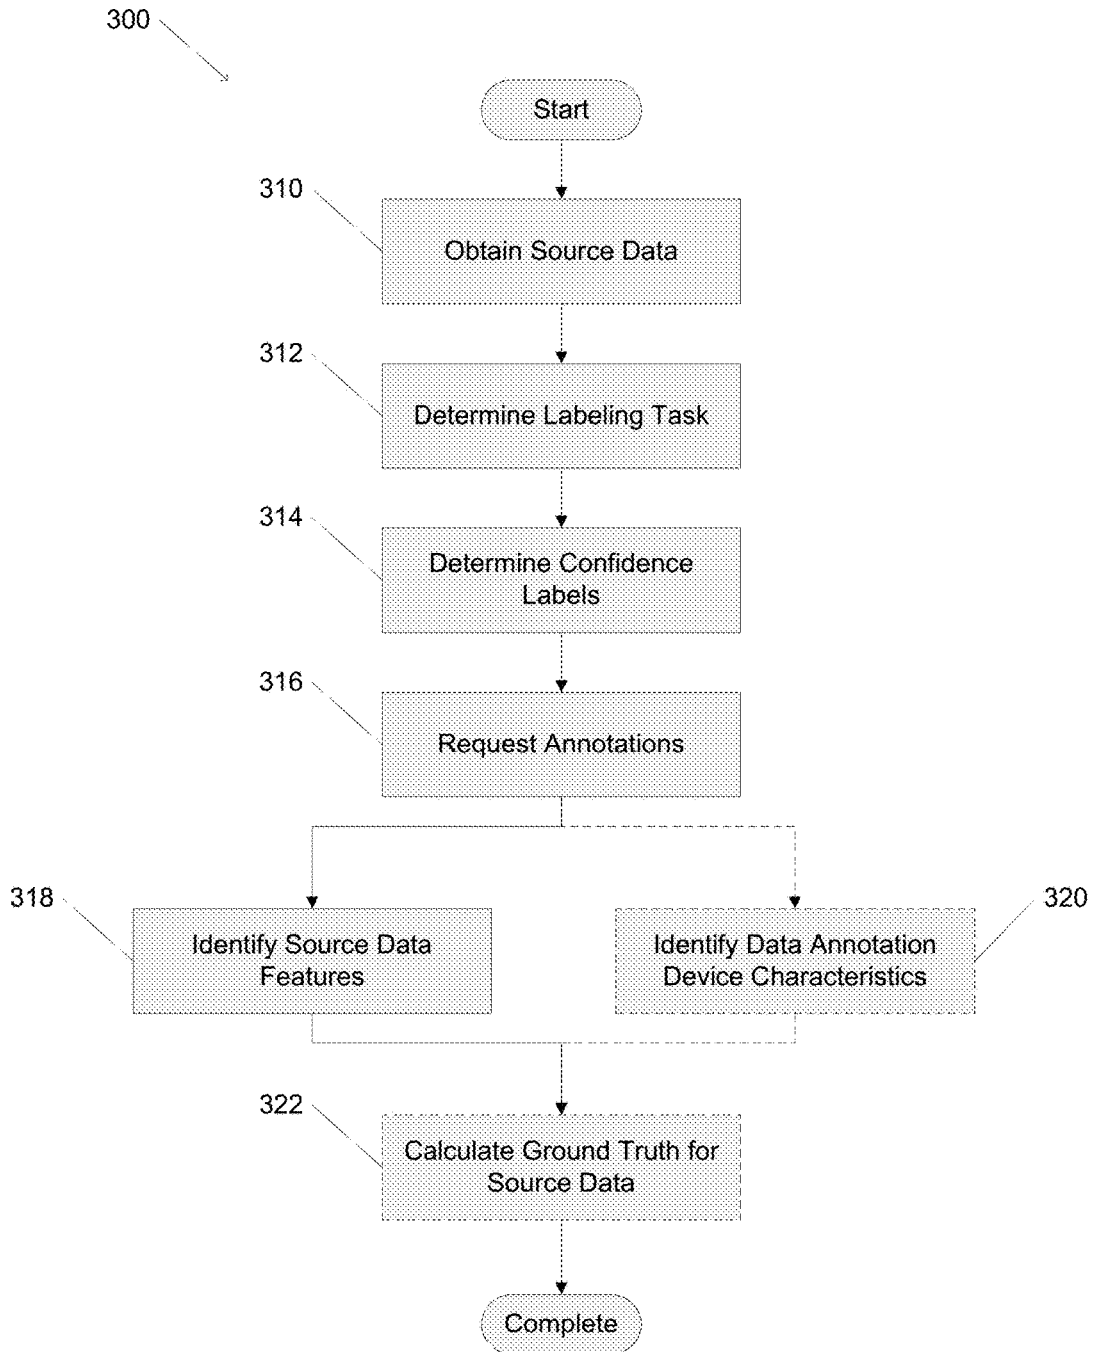 300
Start
310
Obtain Source Data
312
Determine Labeling Task
314
Determine Confidence
Labels
316
Request Annotations
318
Identify Source Data
Features
320
Identify Data Annotation
Device Characteristics
322
Calculate Ground Truth for
Source Data
Complete